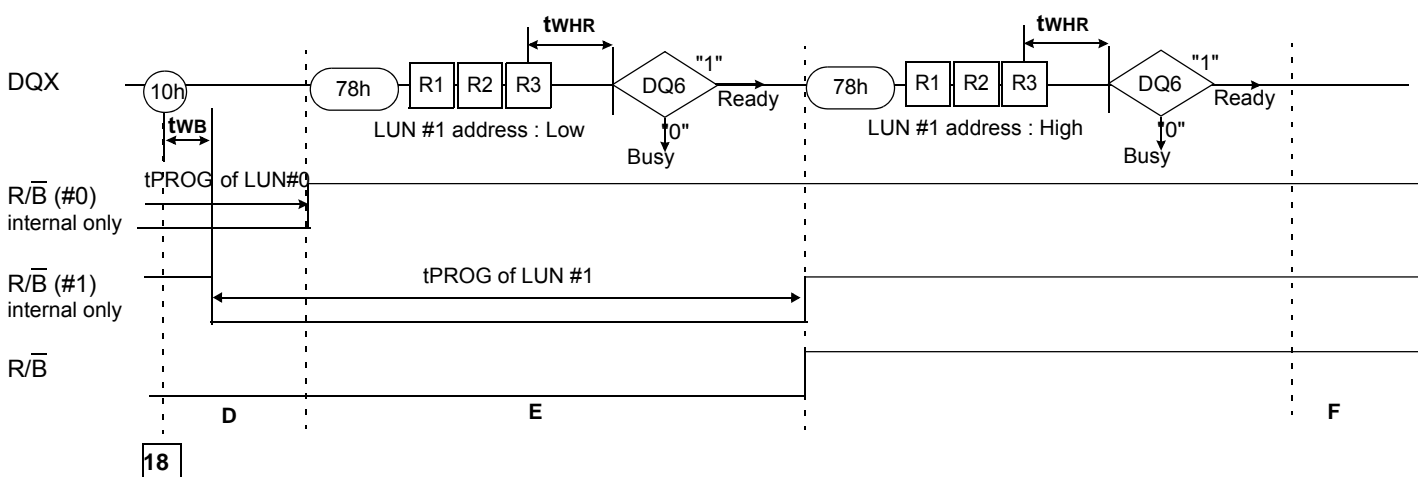 tWHR
tWHR
DQX
10h
78h
R1
R2
R3
DQ6
"1"
Ready
78h
R1
R2
R3
DQ6
"1"
Ready
tWB
LUN #1 address : Low
"0"
Busy
LUN #1 address : High
"0"
Busy
tPROG of LUN#0
R/B̅ (#0)
internal only
R/B̅ (#1)
internal only
tPROG of LUN #1
R/B̅
D
E
F
18